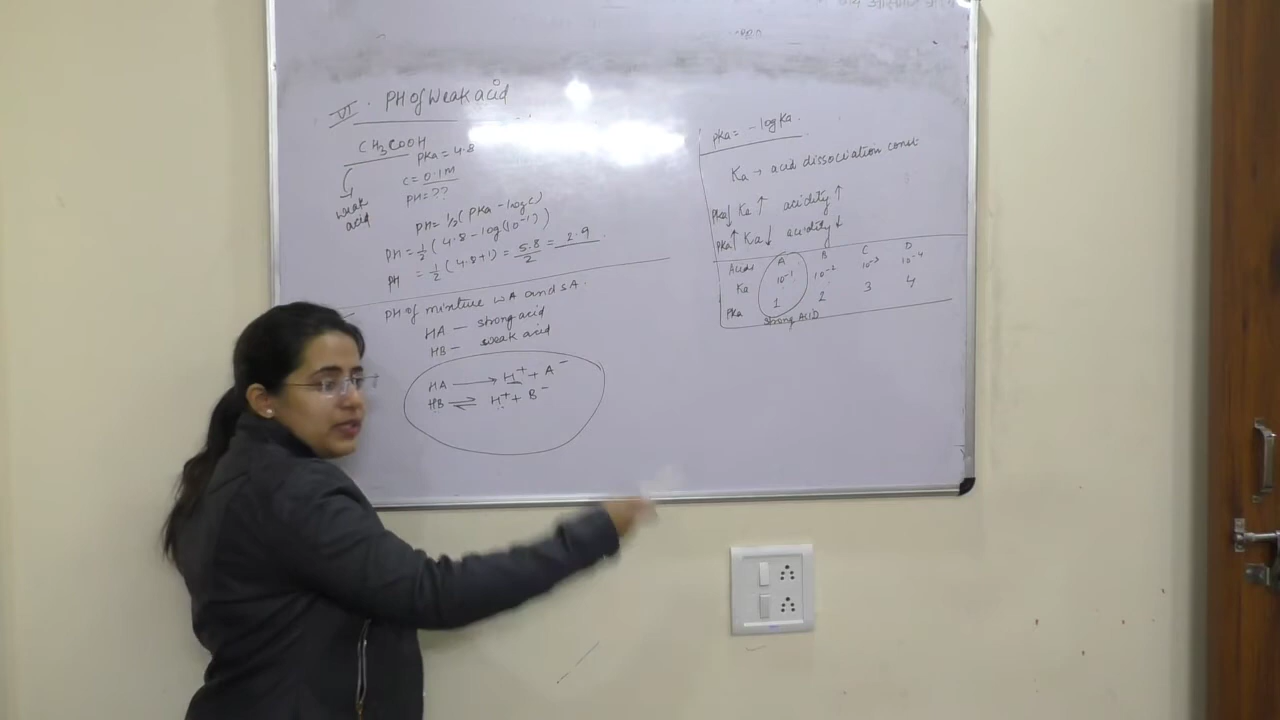 VI. PH of Weak acid
CH3COOH
PKa = 4.8
C = 0.1M
PH = ??
weak
acid
PH = 1/2 (PKa - log C)
PH = 1/2 (4.8 - log(10^-1))
PH = 1/2 (4.8+1) = 5.8/2 = 2.9
PH of mixture WA and SA.
HA — strong acid
HB — weak acid
HA ⟶ H+ + A-
HB ⇌ H+ + B-
PKa = -log Ka.
Ka → acid dissociation const
PKa↓ Ka ↑ acidity ↑
PKa↑ Ka↓ acidity ↓
Acids A B C D
Ka 10^-1 10^-2 10^-3 10^-4
PKa 1 2 3 4
Strong ACID